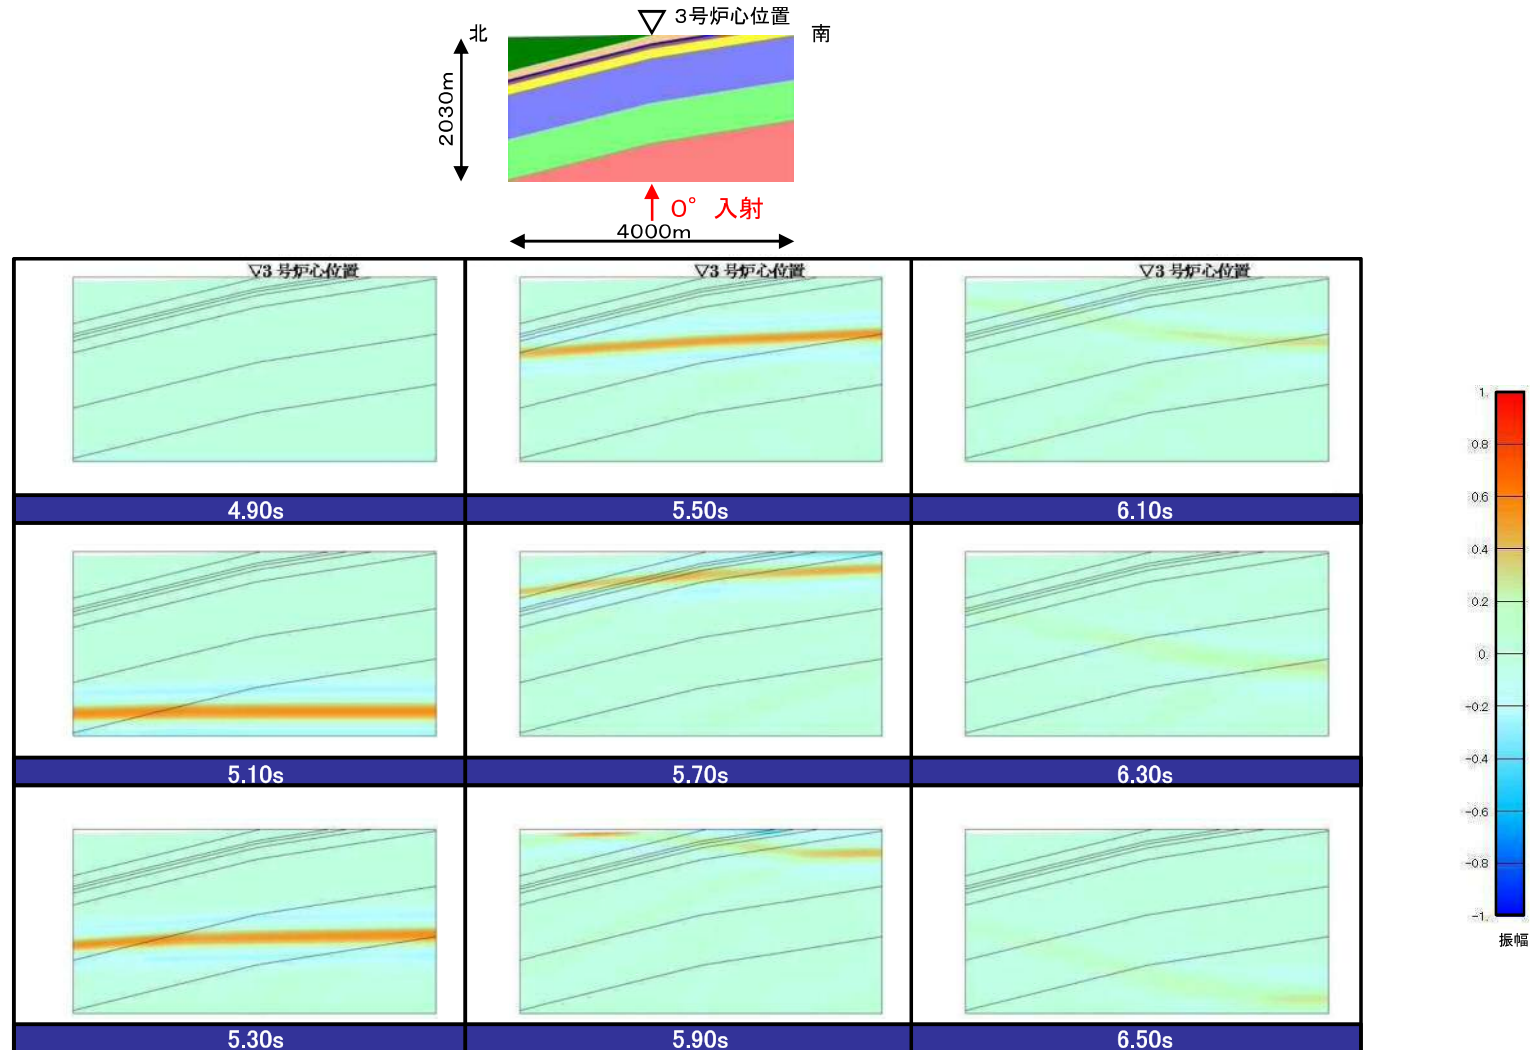 3号炉心位置
北
南
2030m
0° 入射
4000m
▽3 号炉心位置
▽3 号炉心位置
▽3 号炉心位置
4.90s
5.50s
6.10s
5.10s
5.70s
6.30s
5.30s
5.90s
6.50s
1.
0.8
0.6
0.4
0.2
0.
-0.2
-0.4
-0.6
-0.8
-1.
振幅